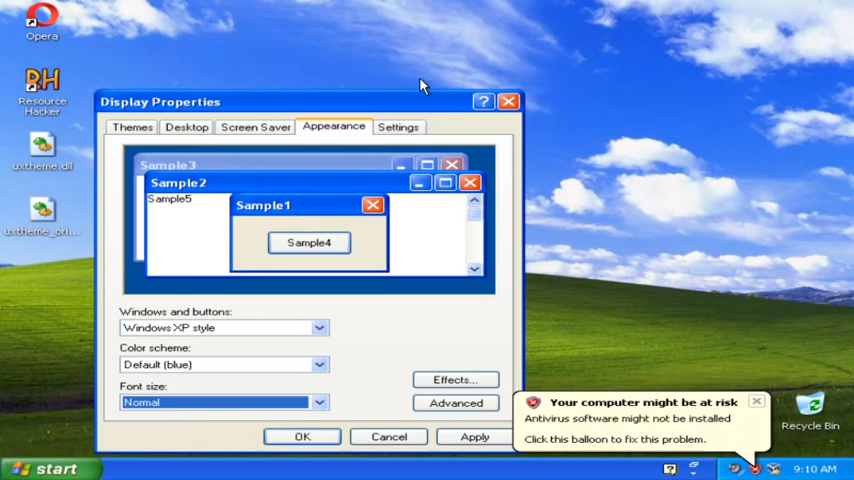 Opera
RH
Resource
Hacker
uxtheme.dll
uxtheme_ori...
Display Properties
Themes
Desktop
Screen Saver
Appearance
Settings
Sample3
Sample2
Sample5
Sample1
Sample4
Windows and buttons:
Windows XP style
Color scheme:
Default (blue)
Font size:
Normal
Effects...
Advanced
OK
Cancel
Apply
Your computer might be at risk
Antivirus software might not be installed
Click this balloon to fix this problem.
Recycle Bin
start
9:10 AM